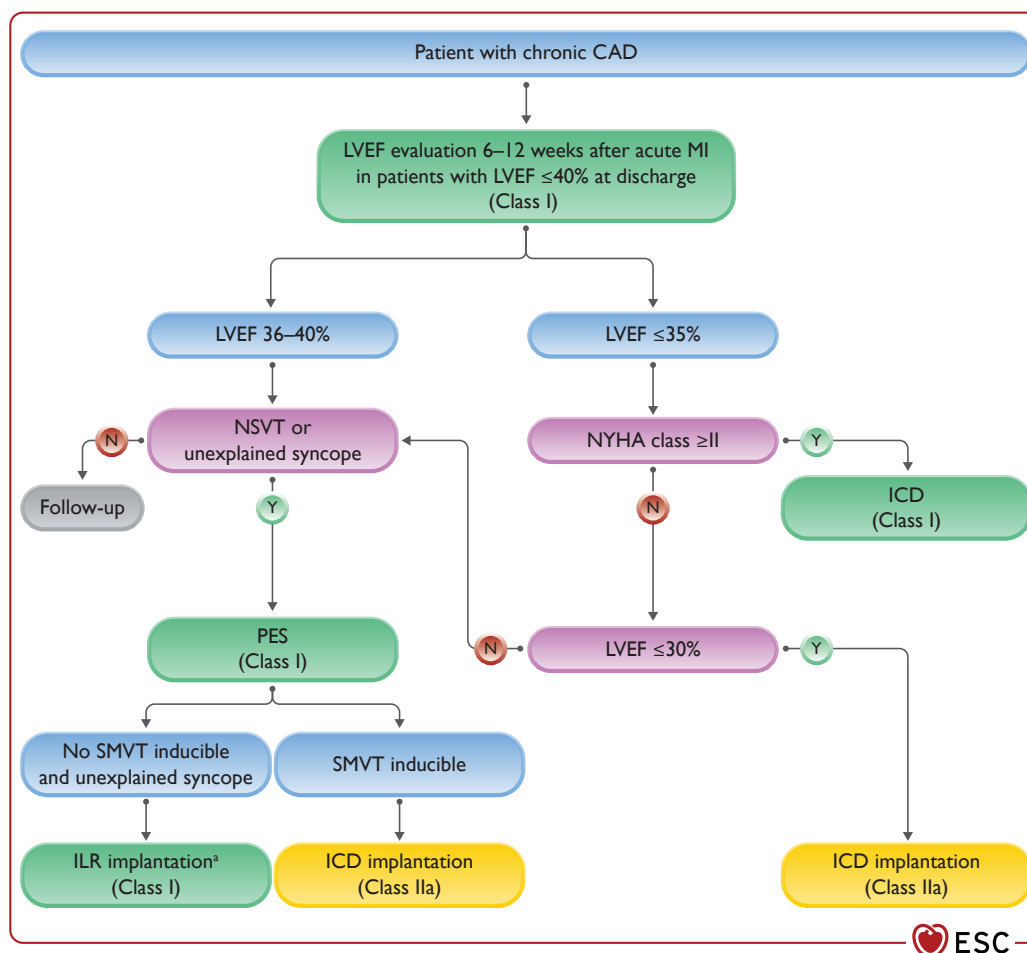 Patient with chronic CAD
LVEF evaluation 6–12 weeks after acute MI
in patients with LVEF ≤40% at discharge
(Class I)
LVEF 36–40%
LVEF ≤35%
NSVT or
unexplained syncope
N
NYHA class ≥II
Y
Follow-up
Y
N
ICD
(Class I)
PES
(Class I)
N
LVEF ≤30%
Y
No SMVT inducible
and unexplained syncope
SMVT inducible
ILR implantationᵃ
(Class I)
ICD implantation
(Class IIa)
ICD implantation
(Class IIa)
ESC